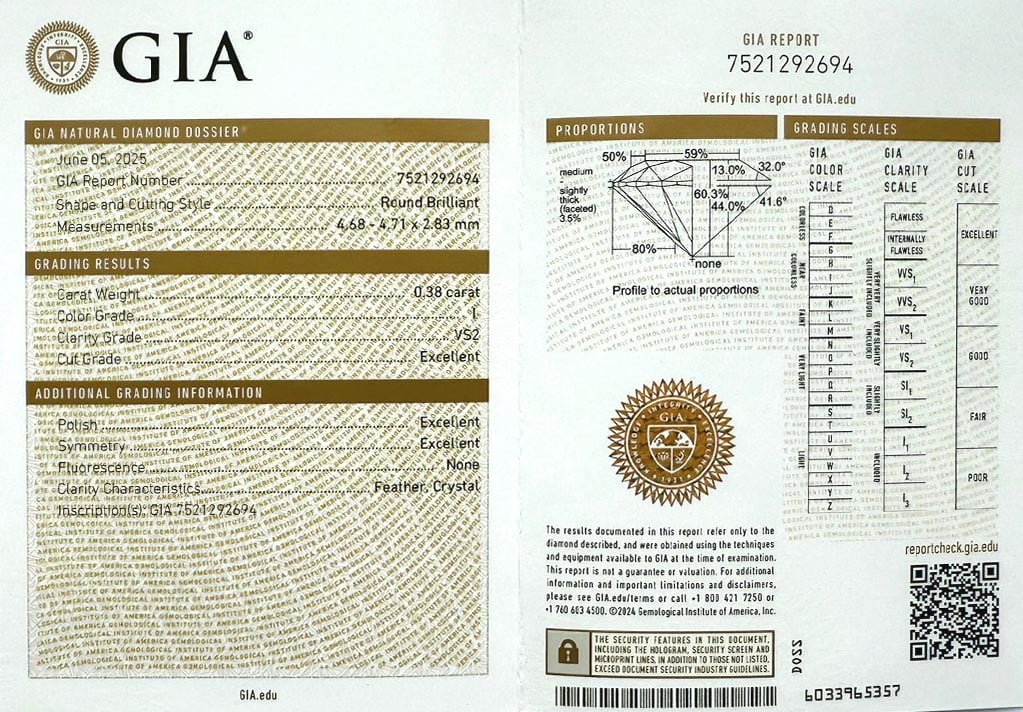 GIA®
GIA NATURAL DIAMOND DOSSIER®
June 05, 2025
GIA Report Number 7521292694
Shape and Cutting Style Round Brilliant
Measurements 4.68 - 4.71 x 2.83 mm
GRADING RESULTS
Carat Weight 0.38 carat
Color Grade I
Clarity Grade VS2
Cut Grade Excellent
ADDITIONAL GRADING INFORMATION
Polish Excellent
Symmetry Excellent
Fluorescence None
Clarity Characteristics Feather, Crystal
Inscription(s): GIA 7521292694
GIA.edu
GIA REPORT
7521292694
Verify this report at GIA.edu
PROPORTIONS
50%
59%
13.0%
32.0°
medium
-
slightly
thick
(faceted)
3.5%
60.3%
44.0%
41.6°
80%
none
Profile to actual proportions
GIA
INTEGRITY
1931
The results documented in this report refer only to the
diamond described, and were obtained using the techniques
and equipment available to GIA at the time of examination.
This report is not a guarantee or valuation. For additional
information and important limitations and disclaimers,
please see GIA.edu/terms or call +1 800 421 7250 or
+1 760 603 4500. ©2024 Gemological Institute of America, Inc.
THE SECURITY FEATURES IN THIS DOCUMENT,
INCLUDING THE HOLOGRAM, SECURITY SCREEN AND
MICROPRINT LINES, IN ADDITION TO THOSE NOT LISTED,
EXCEED DOCUMENT SECURITY INDUSTRY GUIDELINES.
GRADING SCALES
GIA
COLOR
SCALE
COLORLESS
D
E
F
NEAR COLORLESS
G
H
I
J
FAINT
K
L
M
VERY LIGHT
N
O
P
Q
R
LIGHT
S
T
U
V
W
X
Y
Z
GIA
CLARITY
SCALE
FLAWLESS
INTERNALLY
FLAWLESS
VERY VERY
SLIGHTLY INCLUDED
VVS1
VVS2
VERY SLIGHTLY
INCLUDED
VS1
VS2
SLIGHTLY
INCLUDED
SI1
SI2
INCLUDED
I1
I2
I3
GIA
CUT
SCALE
EXCELLENT
VERY
GOOD
GOOD
FAIR
POOR
reportcheck.gia.edu
DOSS
6033965357